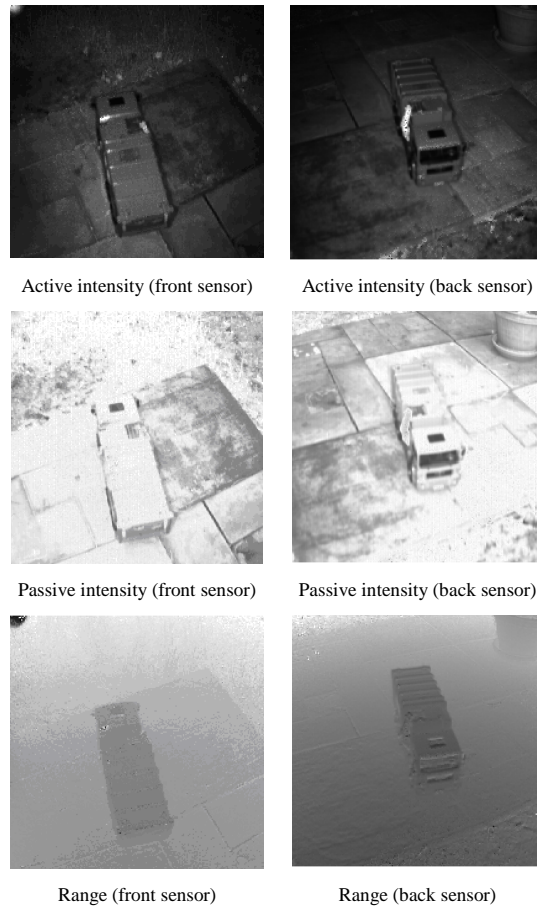 Active intensity (front sensor)
Active intensity (back sensor)
Passive intensity (front sensor)
Passive intensity (back sensor)
Range (front sensor)
Range (back sensor)